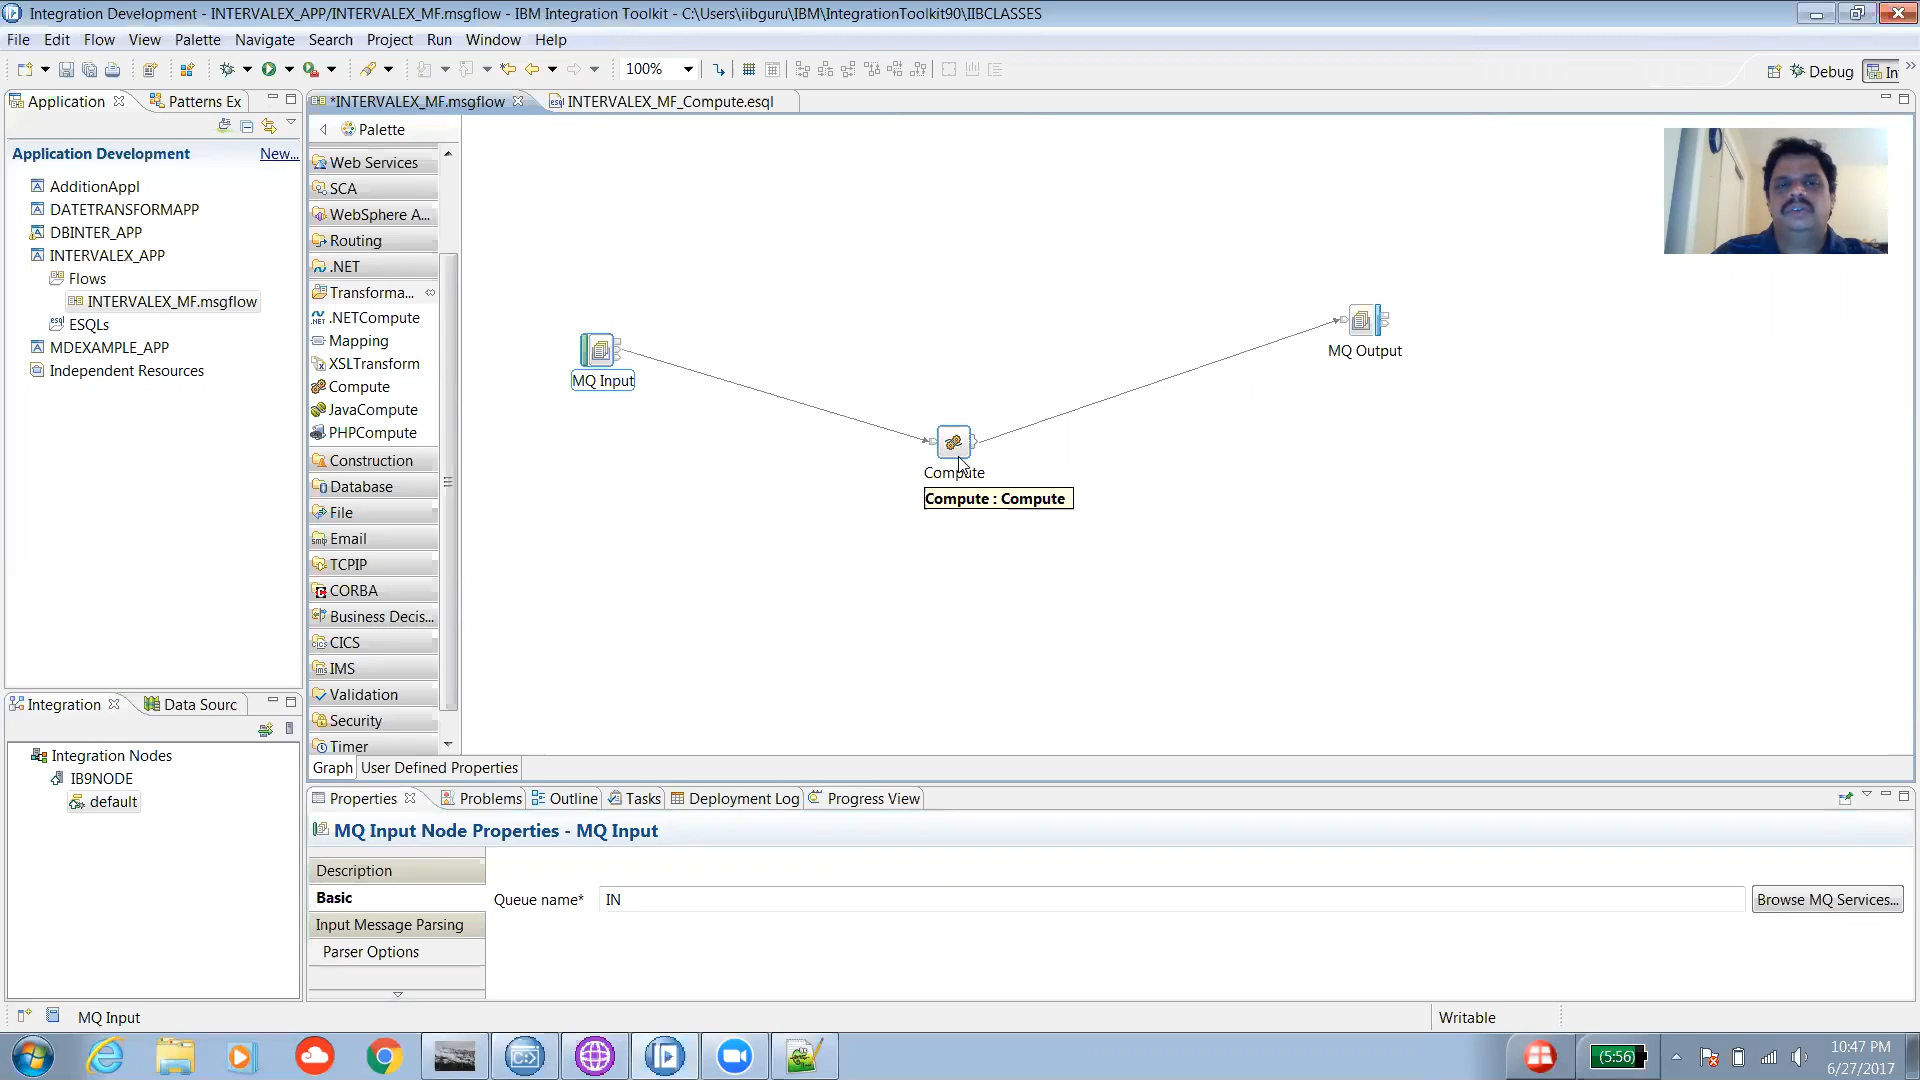 Integration Development - INTERVALEX_APP/INTERVALEX_MF.msgflow - IBM Integration Toolkit - C:\Users\iibguru\IBM\IntegrationToolkit90\IIBCLASSES
File Edit Flow View Palette Navigate Search Project Run Window Help
100%
Debug
In
Application
Patterns Ex
*INTERVALEX_MF.msgflow
INTERVALEX_MF_Compute.esql
Application Development
New...
AdditionAppl
DATETRANSFORMAPP
DBINTER_APP
INTERVALEX_APP
Flows
INTERVALEX_MF.msgflow
ESQLs
MDEXAMPLE_APP
Independent Resources
Palette
Web Services
SCA
WebSphere A...
Routing
.NET
Transforma...
.NETCompute
Mapping
XSLTransform
Compute
JavaCompute
PHPCompute
Construction
Database
File
Email
TCPIP
CORBA
Business Decis...
CICS
IMS
Validation
Security
Timer
MQ Input
Compute
Compute : Compute
MQ Output
Graph
User Defined Properties
Integration
Data Sourc
Integration Nodes
IB9NODE
default
Properties
Problems
Outline
Tasks
Deployment Log
Progress View
MQ Input Node Properties - MQ Input
Description
Basic
Input Message Parsing
Parser Options
Queue name*
IN
Browse MQ Services...
MQ Input
Writable
(5:56)
10:47 PM
6/27/2017